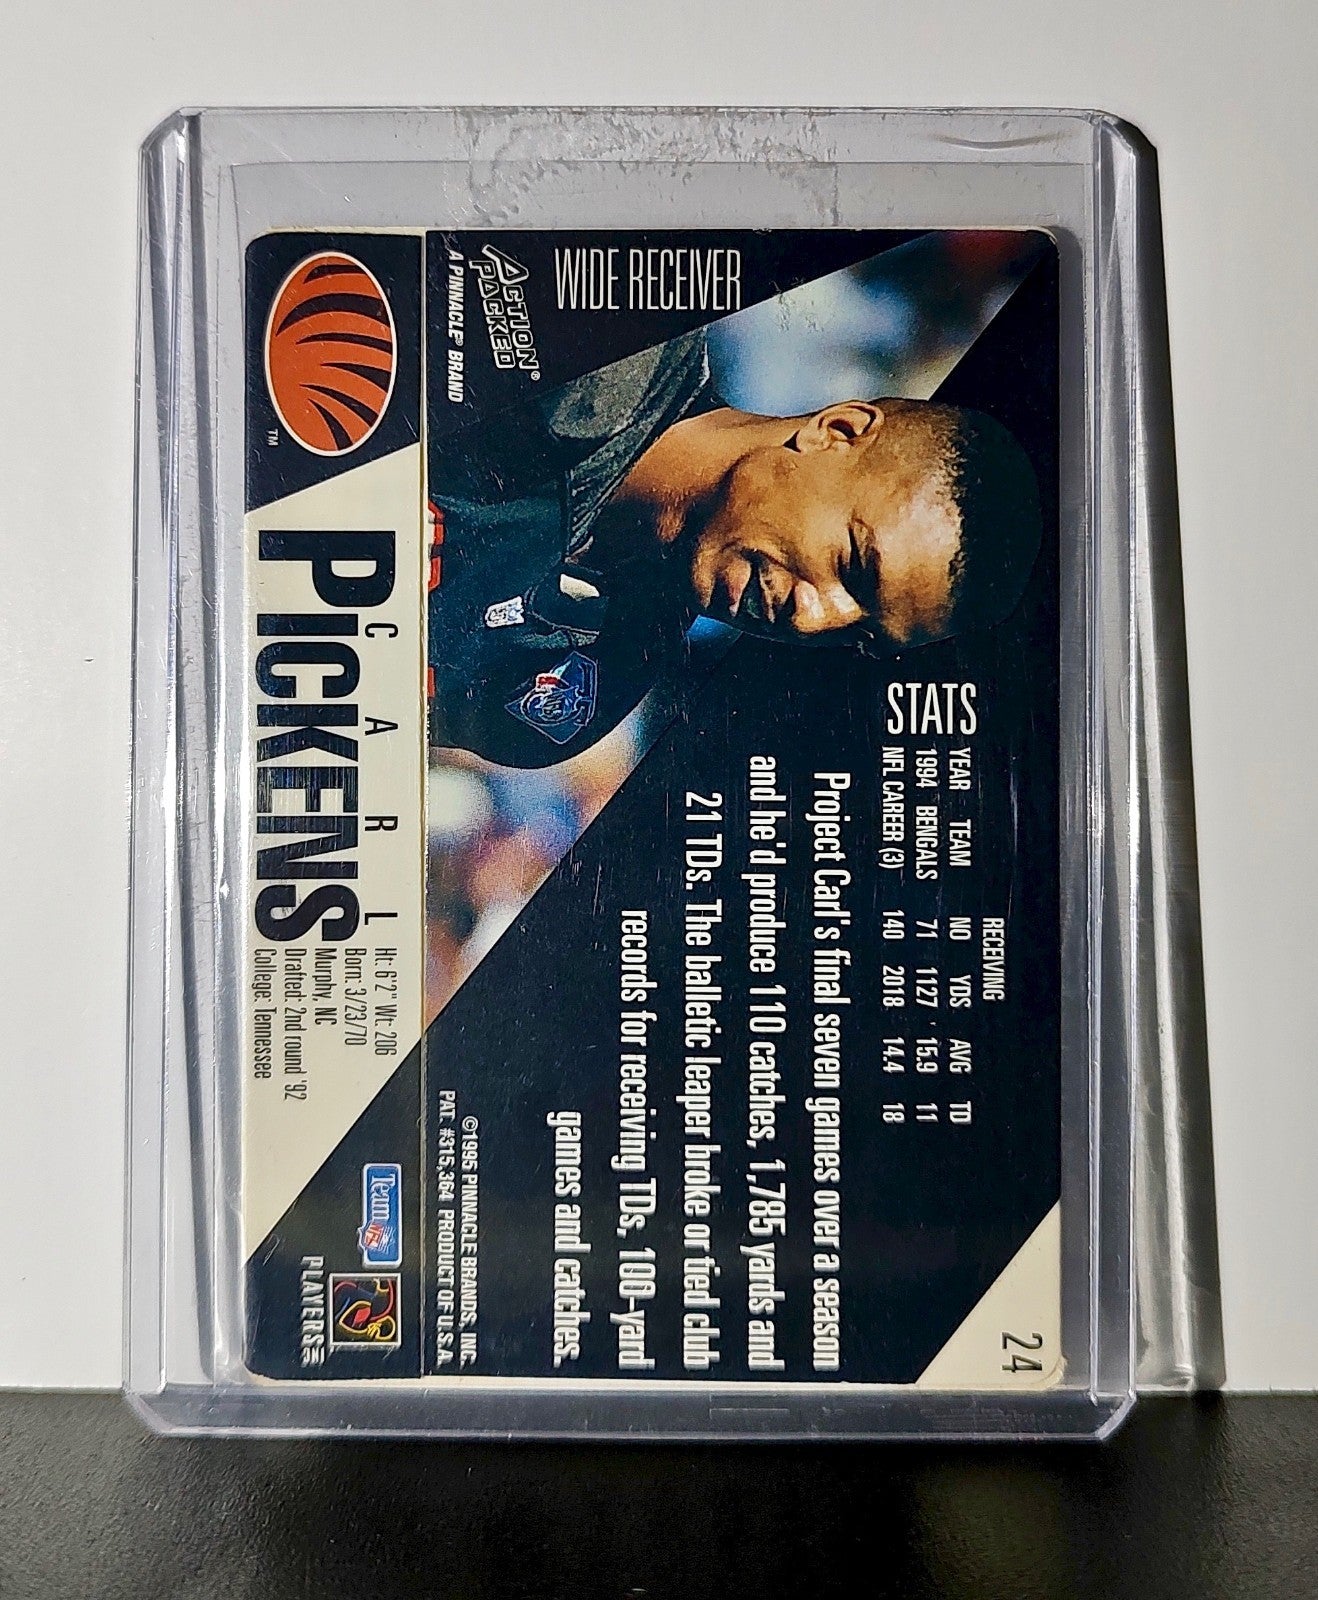 24
RECEIVING
STATS YEAR TEAM NO YDS AVG TD
1994 BENGALS 71 1127 15.9 11
NFL CAREER (3) 140 2018 14.4 18
Project Carl's final seven games over a season
and he'd produce 110 catches, 1,785 yards and
21 TDs. The balletic leaper broke or tied club
records for receiving TDs, 100-yard
games and catches.
WIDE RECEIVER
ACTION
PACKED®
A PINNACLE® BRAND
©1995 PINNACLE BRANDS, INC.
PAT. #315,364 PRODUCT OF U.S.A.
TM
CARL
PICKENS
Ht: 6'2" Wt: 206
Born: 3/23/70
Murphy, NC
Drafted: 2nd round '92
College: Tennessee
Team NFL
PLAYERS